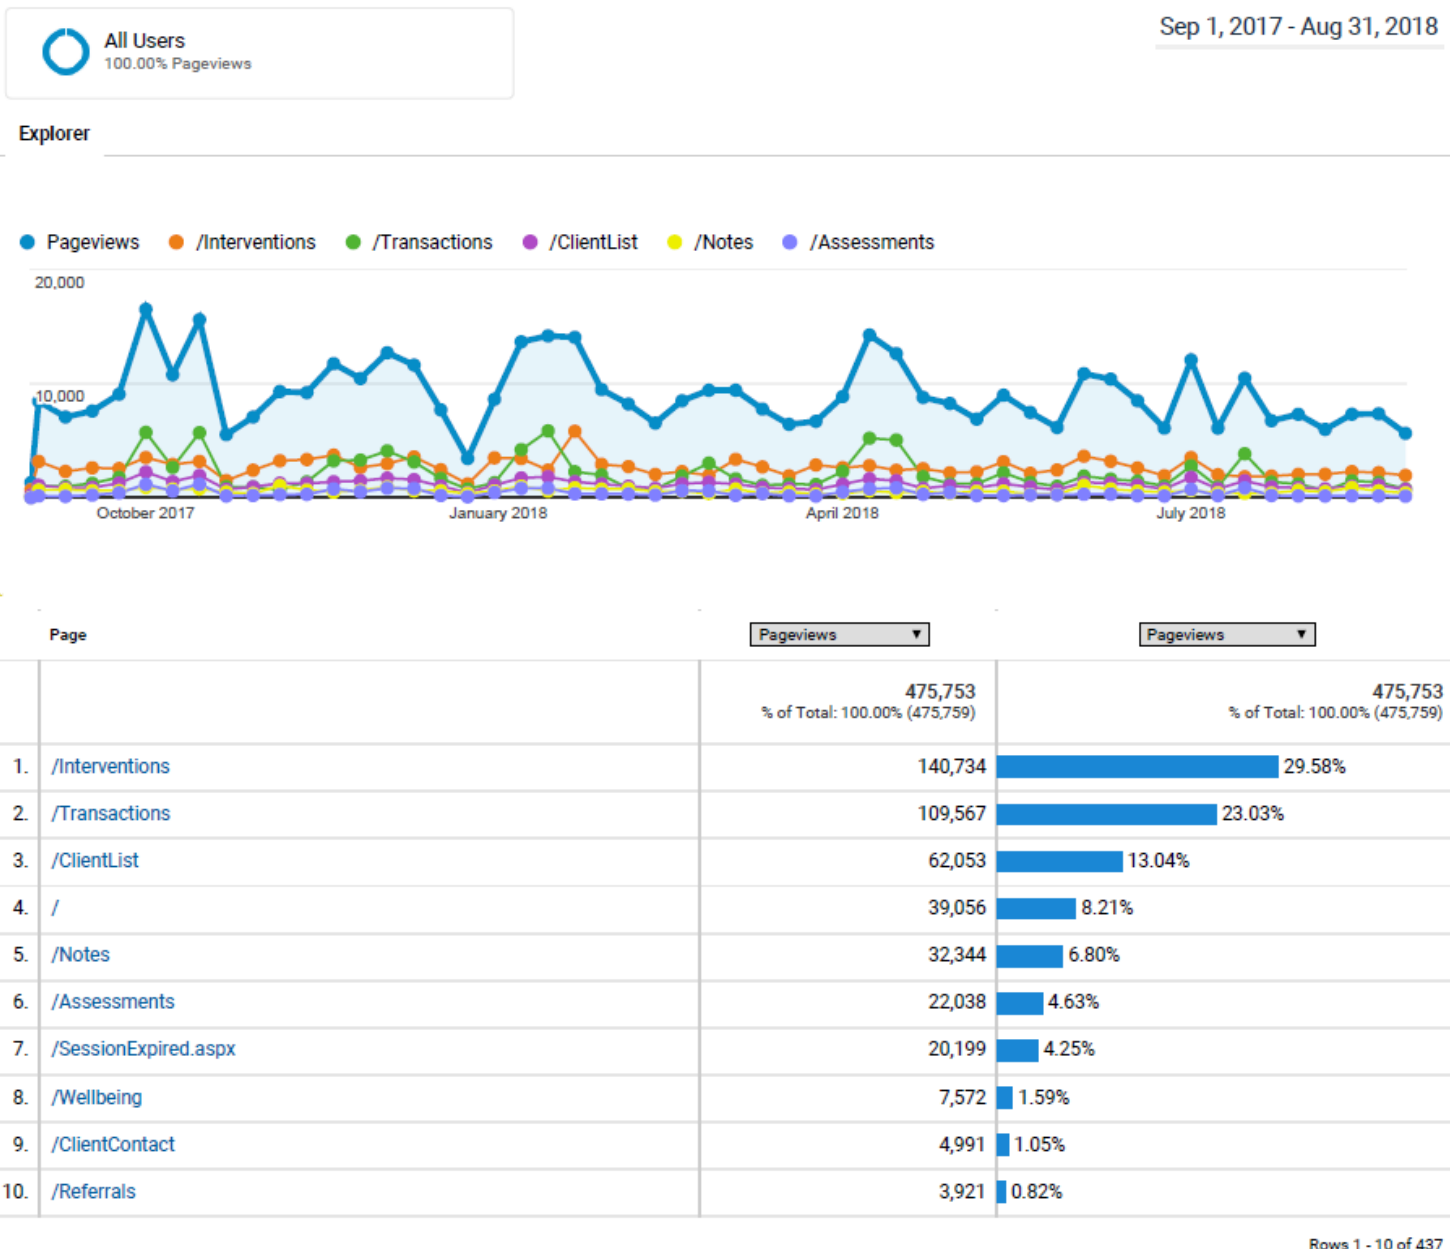 All Users
100.00% Pageviews
Sep 1, 2017 - Aug 31, 2018
Explorer
Pageviews /Interventions /Transactions /ClientList /Notes /Assessments
20,000
10,000
October 2017 January 2018 April 2018 July 2018
Page Pageviews Pageviews
475,753 475,753
% of Total: 100.00% (475,759) % of Total: 100.00% (475,759)
1. /Interventions 140,734 29.58%
2. /Transactions 109,567 23.03%
3. /ClientList 62,053 13.04%
4. / 39,056 8.21%
5. /Notes 32,344 6.80%
6. /Assessments 22,038 4.63%
7. /SessionExpired.aspx 20,199 4.25%
8. /Wellbeing 7,572 1.59%
9. /ClientContact 4,991 1.05%
10. /Referrals 3,921 0.82%
Rows 1 - 10 of 437